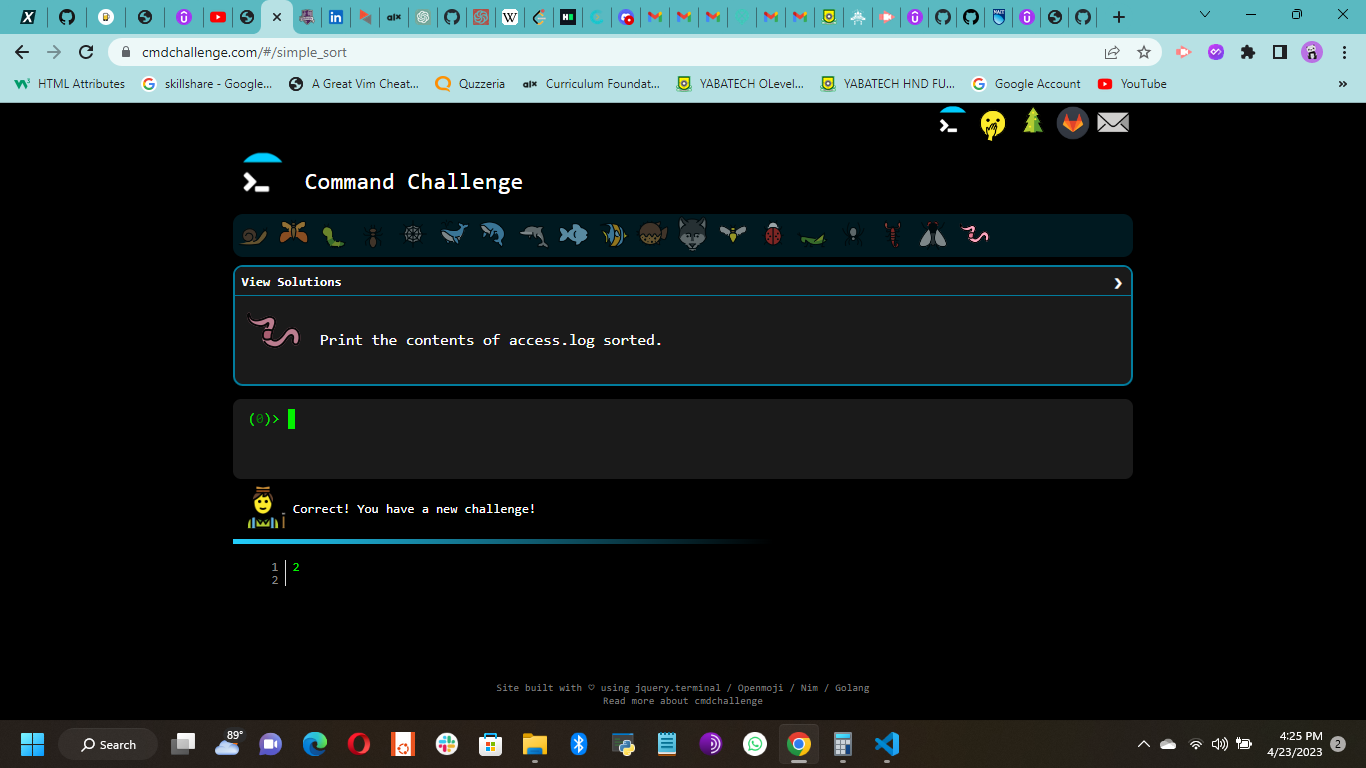 cmdchallenge.com/#/simple_sort
HTML Attributes
skillshare - Google...
A Great Vim Cheat...
Quzzeria
alx
Curriculum Foundat...
YABATECH OLevel...
YABATECH HND FU...
Google Account
YouTube
»
Command Challenge
View Solutions
Print the contents of access.log sorted.
(0)>
Correct! You have a new challenge!
1 2
2
Site built with ♡ using jquery.terminal / Openmoji / Nim / Golang
Read more about cmdchallenge
89°
Search
4:25 PM
4/23/2023
2